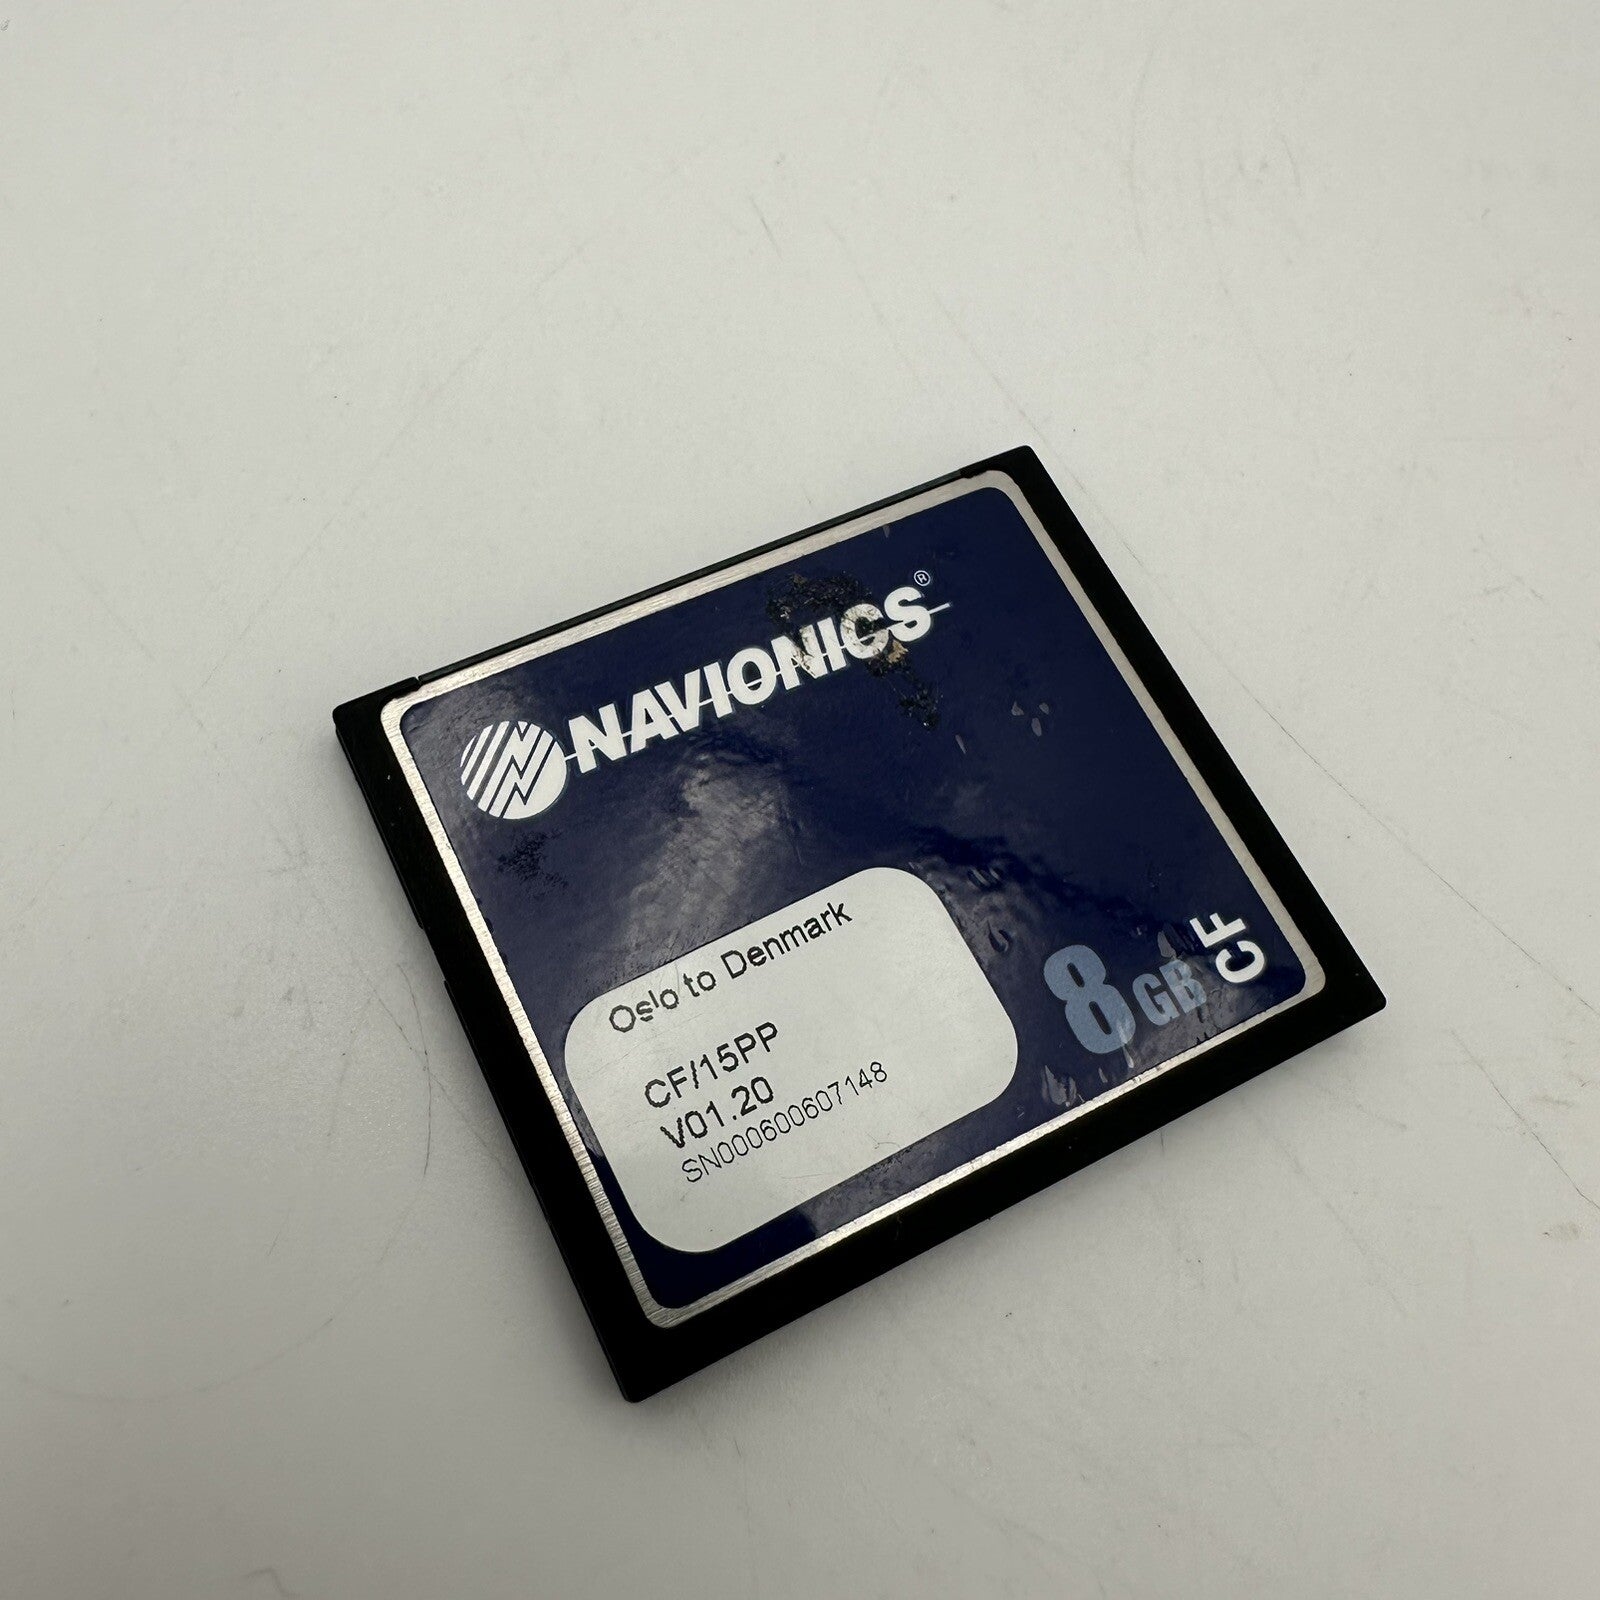 NAVIONICS®
Oslo to Denmark
CF/15PP
V01.20
SN000600607148
8 GB CF